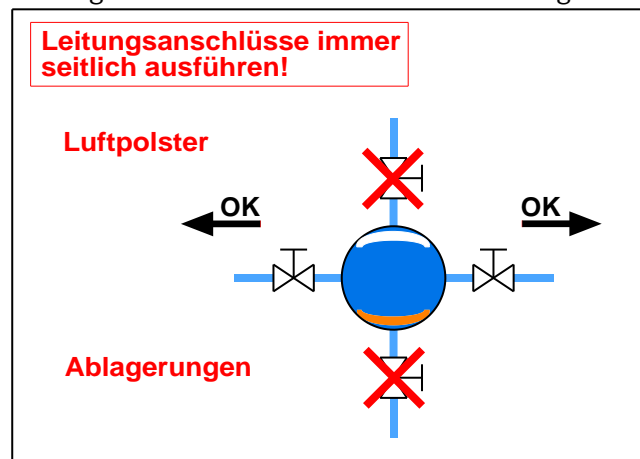 Leitungsanschlüsse immer
seitlich ausführen!
Luftpolster
OK
OK
Ablagerungen